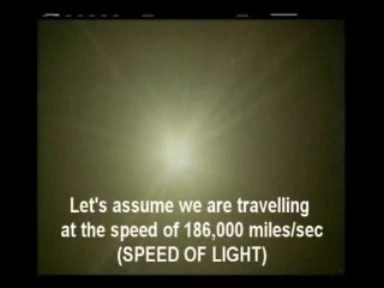 Let's assume we are travelling
at the speed of 186,000 miles/sec
(SPEED OF LIGHT)